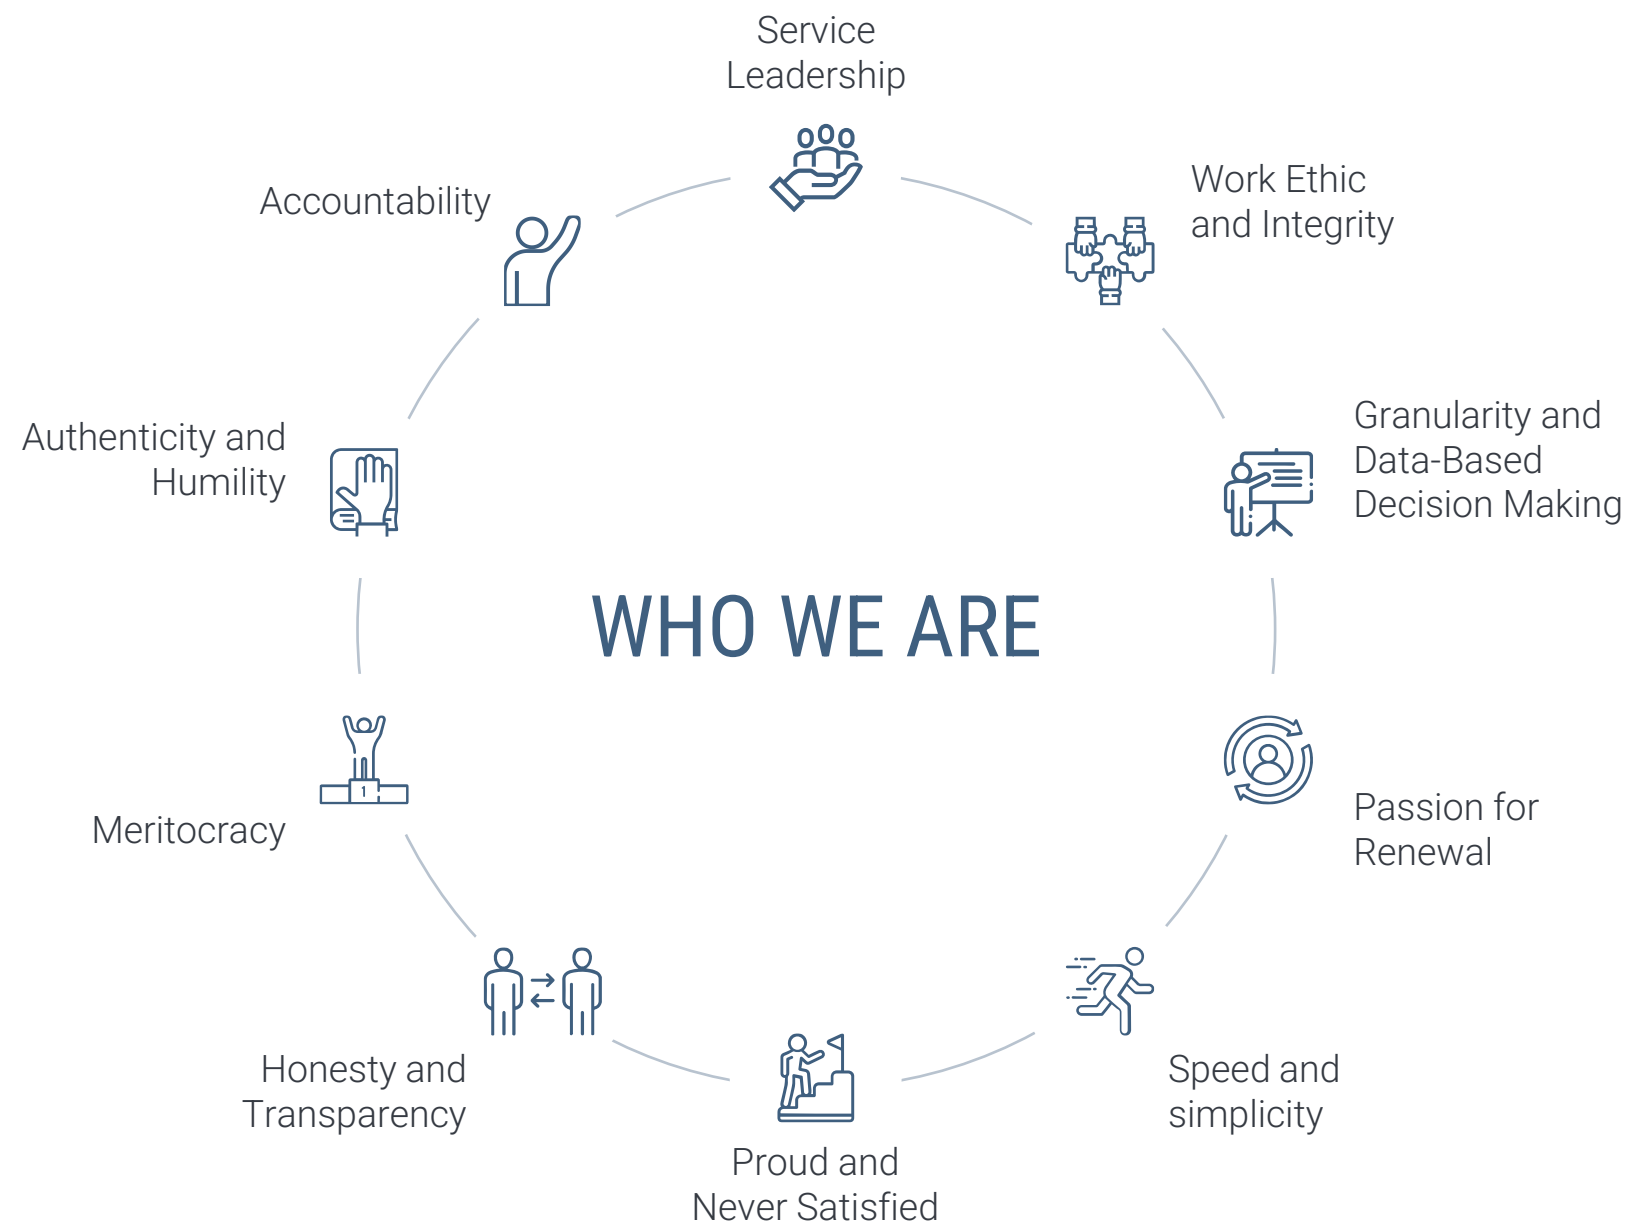 Service
Leadership
Work Ethic
and Integrity
Granularity and
Data-Based
Decision Making
Passion for
Renewal
Speed and
simplicity
Proud and
Never Satisfied
Honesty and
Transparency
Meritocracy
1
Authenticity and
Humility
Accountability
WHO WE ARE